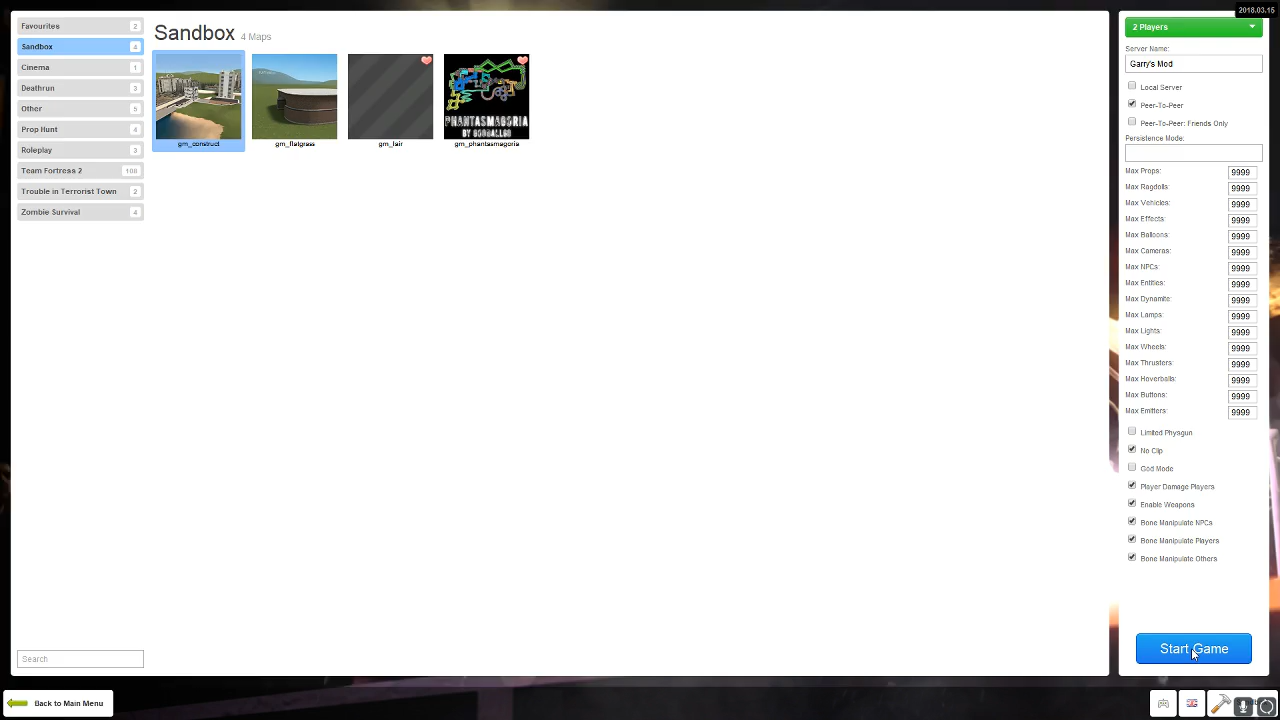 2018.03.15
Favourites 2
Sandbox 4
Cinema 1
Deathrun 3
Other 5
Prop Hunt 4
Roleplay 3
Team Fortress 2 108
Trouble in Terrorist Town 2
Zombie Survival 4
Search
Back to Main Menu
Sandbox 4 Maps
gm_construct
gm_flatgrass
gm_lair
PHANTASMAGORIA
gm_phantasmagoria
2 Players
Server Name:
Garry's Mod
Local Server
Peer-To-Peer
Peer-To-Peer: Friends Only
Persistence Mode:
Max Props: 9999
Max Ragdolls: 9999
Max Vehicles: 9999
Max Effects: 9999
Max Balloons: 9999
Max Cameras: 9999
Max NPCs: 9999
Max Entities: 9999
Max Dynamite: 9999
Max Lamps: 9999
Max Lights: 9999
Max Wheels: 9999
Max Thrusters: 9999
Max Hoverballs: 9999
Max Buttons: 9999
Max Emitters: 9999
Limited Physgun
No Clip
God Mode
Player Damage Players
Enable Weapons
Bone Manipulate NPCs
Bone Manipulate Players
Bone Manipulate Others
Start Game